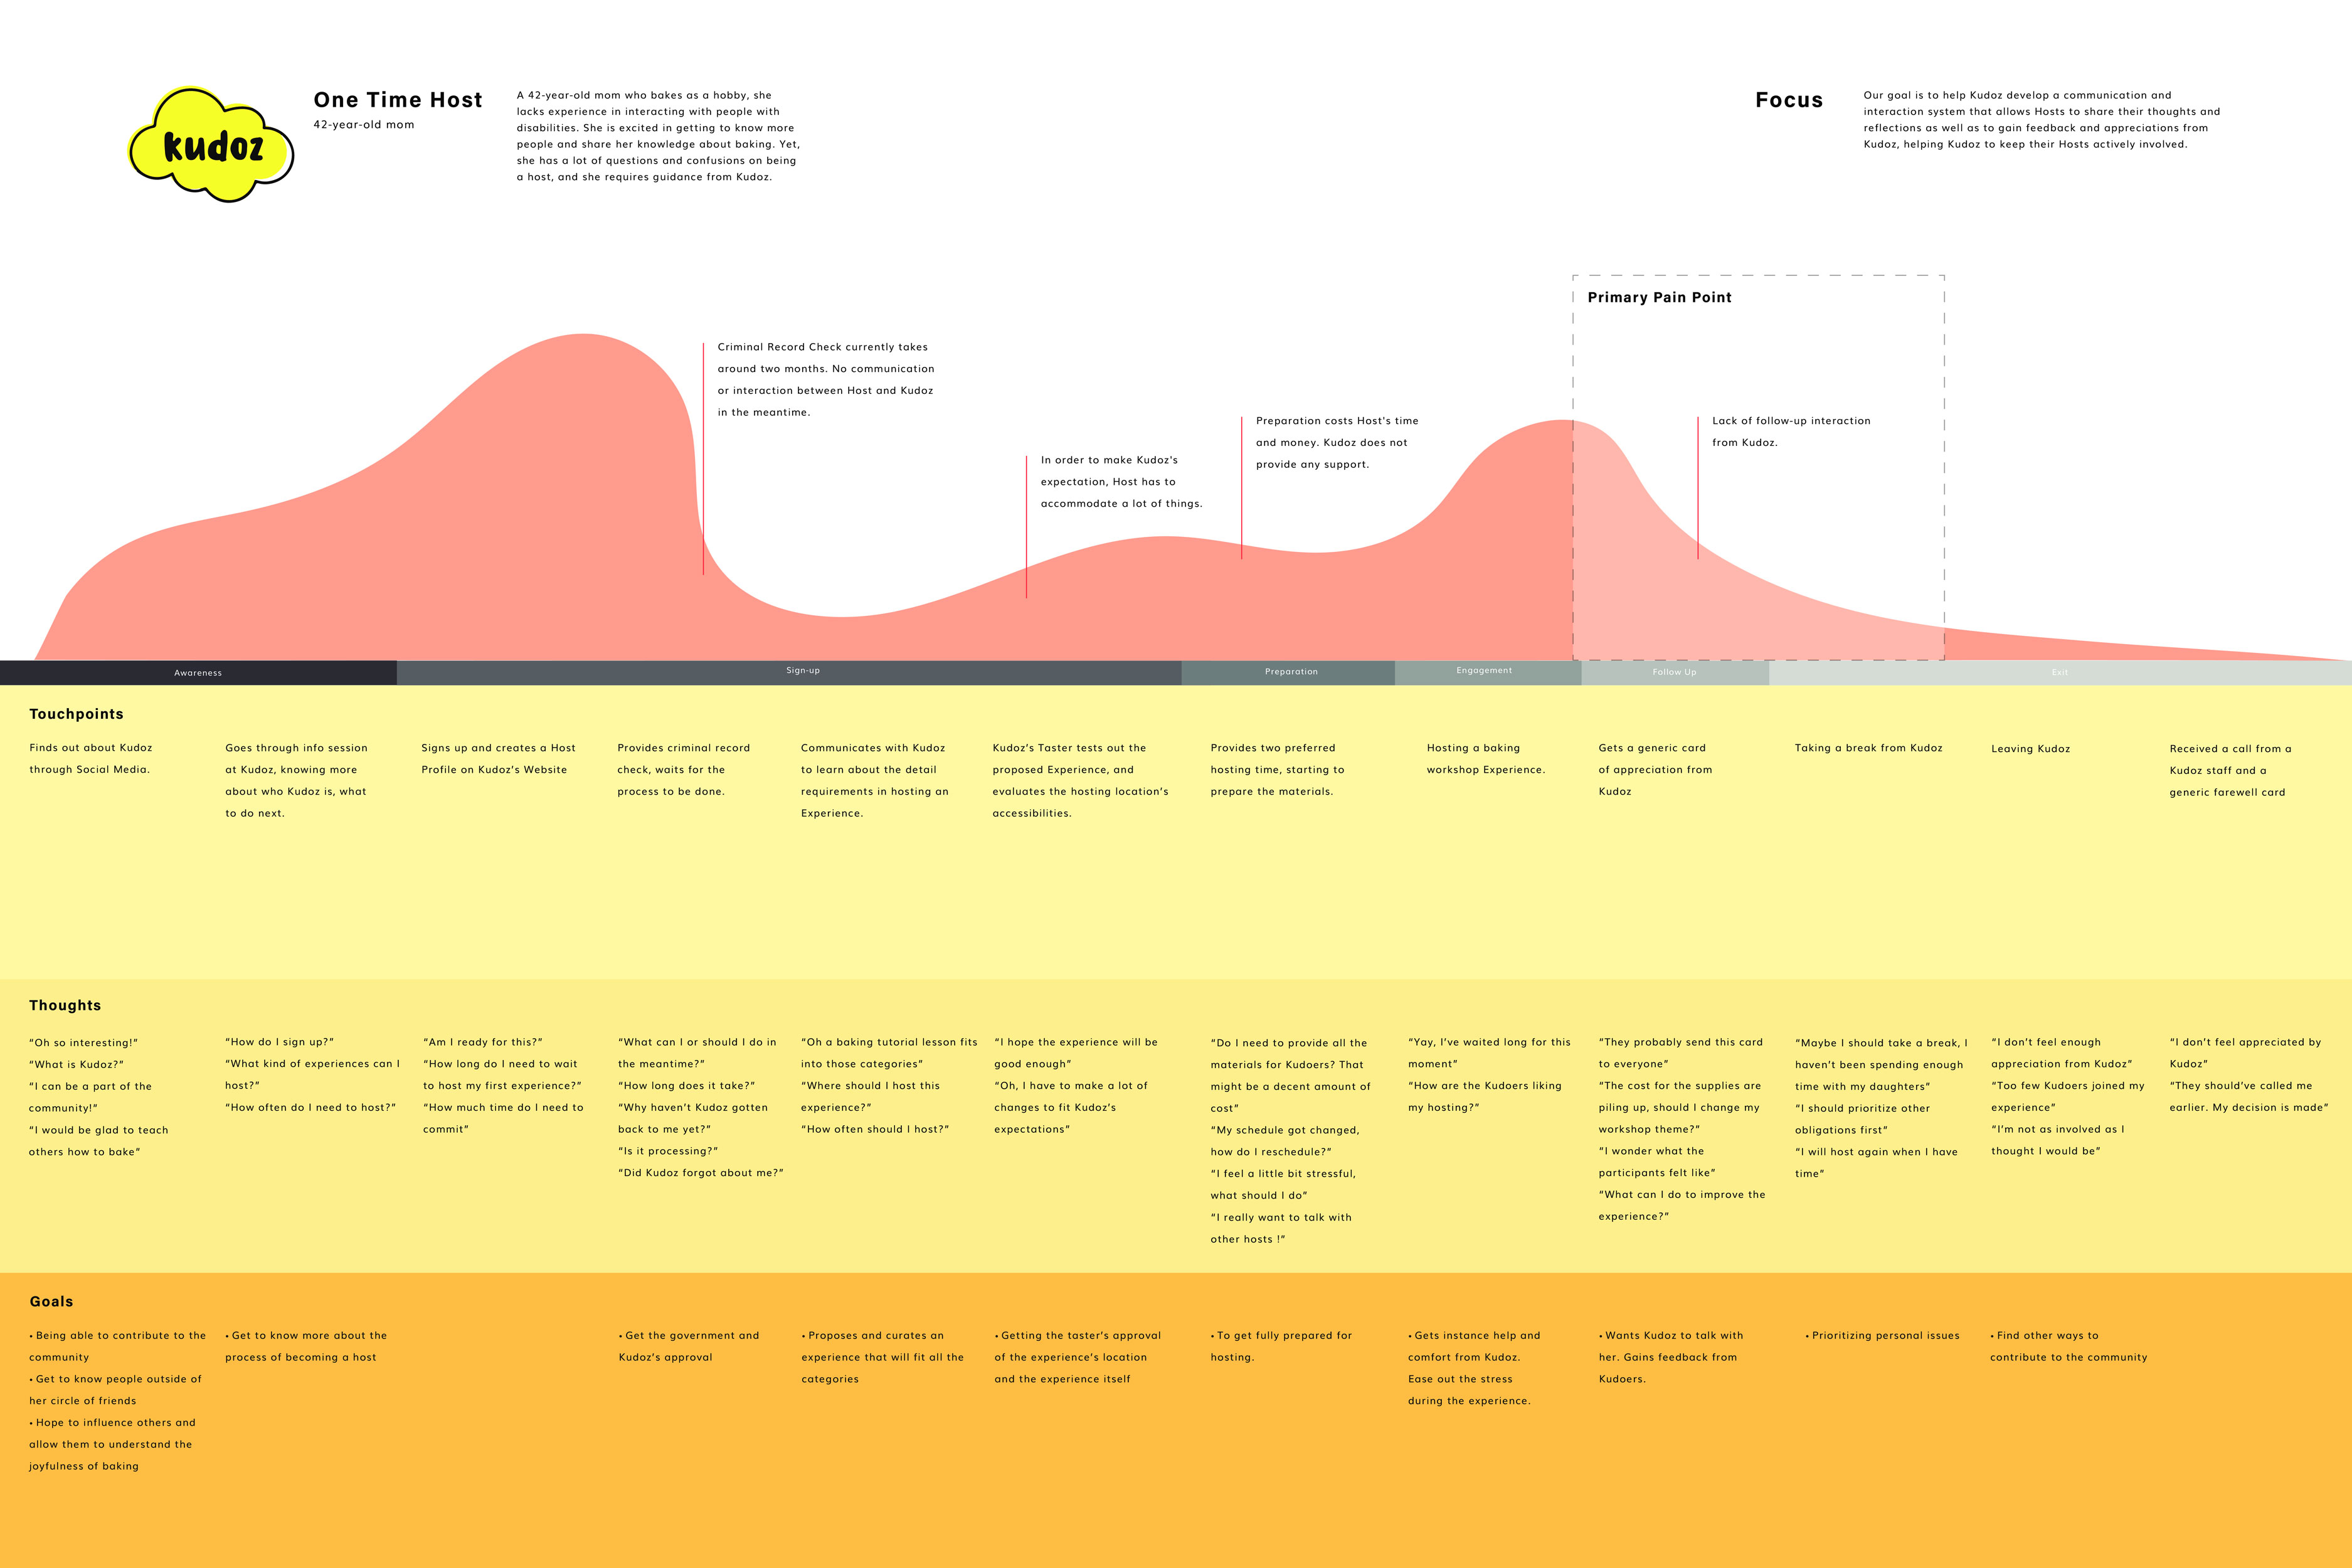 kudoz
One Time Host
42-year-old mom
A 42-year-old mom who bakes as a hobby, she
lacks experience in interacting with people with
disabilities. She is excited in getting to know more
people and share her knowledge about baking. Yet,
she has a lot of questions and confusions on being
a host, and she requires guidance from Kudoz.
Focus
Our goal is to help Kudoz develop a communication and
interaction system that allows Hosts to share their thoughts and
reflections as well as to gain feedback and appreciations from
Kudoz, helping Kudoz to keep their Hosts actively involved.
Primary Pain Point
Criminal Record Check currently takes
around two months. No communication
or interaction between Host and Kudoz
in the meantime.
In order to make Kudoz's
expectation, Host has to
accommodate a lot of things.
Preparation costs Host's time
and money. Kudoz does not
provide any support.
Lack of follow-up interaction
from Kudoz.
Awareness
Sign-up
Preparation
Engagement
Follow Up
Exit
Touchpoints
Finds out about Kudoz
through Social Media.
Goes through info session
at Kudoz, knowing more
about who Kudoz is, what
to do next.
Signs up and creates a Host
Profile on Kudoz's Website
Provides criminal record
check, waits for the
process to be done.
Communicates with Kudoz
to learn about the detail
requirements in hosting an
Experience.
Kudoz's Taster tests out the
proposed Experience, and
evaluates the hosting location's
accessibilities.
Provides two preferred
hosting time, starting to
prepare the materials.
Hosting a baking
workshop Experience.
Gets a generic card
of appreciation from
Kudoz
Taking a break from Kudoz
Leaving Kudoz
Received a call from a
Kudoz staff and a
generic farewell card
Thoughts
“Oh so interesting!”
“What is Kudoz?”
“I can be a part of the
community!”
“I would be glad to teach
others how to bake”
“How do I sign up?”
“What kind of experiences can I
host?”
“How often do I need to host?”
“Am I ready for this?”
“How long do I need to wait
to host my first experience?”
“How much time do I need to
commit”
“What can I or should I do in
the meantime?”
“How long does it take?”
“Why haven't Kudoz gotten
back to me yet?”
“Is it processing?”
“Did Kudoz forgot about me?”
“Oh a baking tutorial lesson fits
into those categories”
“Where should I host this
experience?”
“How often should I host?”
“I hope the experience will be
good enough”
“Oh, I have to make a lot of
changes to fit Kudoz's
expectations”
“Do I need to provide all the
materials for Kudoers? That
might be a decent amount of
cost”
“My schedule got changed,
how do I reschedule?”
“I feel a little bit stressful,
what should I do”
“I really want to talk with
other hosts !”
“Yay, I've waited long for this
moment”
“How are the Kudoers liking
my hosting?”
“They probably send this card
to everyone”
“The cost for the supplies are
piling up, should I change my
workshop theme?”
“I wonder what the
participants felt like”
“What can I do to improve the
experience?”
“Maybe I should take a break, I
haven't been spending enough
time with my daughters”
“I should prioritize other
obligations first”
“I will host again when I have
time”
“I don't feel enough
appreciation from Kudoz”
“Too few Kudoers joined my
experience”
“I'm not as involved as I
thought I would be”
“I don't feel appreciated by
Kudoz”
“They should've called me
earlier. My decision is made”
Goals
• Being able to contribute to the
community
• Get to know people outside of
her circle of friends
• Hope to influence others and
allow them to understand the
joyfulness of baking
• Get to know more about the
process of becoming a host
• Get the government and
Kudoz's approval
• Proposes and curates an
experience that will fit all the
categories
• Getting the taster's approval
of the experience's location
and the experience itself
• To get fully prepared for
hosting.
• Gets instance help and
comfort from Kudoz.
Ease out the stress
during the experience.
• Wants Kudoz to talk with
her. Gains feedback from
Kudoers.
• Prioritizing personal issues
• Find other ways to
contribute to the community